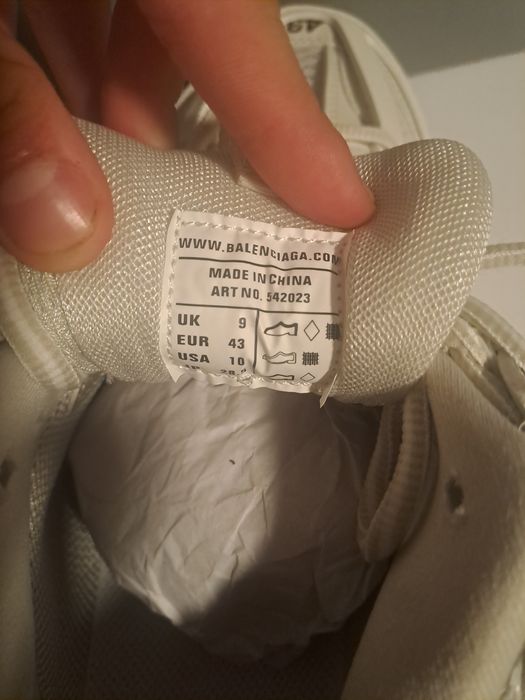 WWW.BALENCIAGA.COM
MADE IN CHINA
ART NO. 542023
UK 9
EUR 43
USA 10